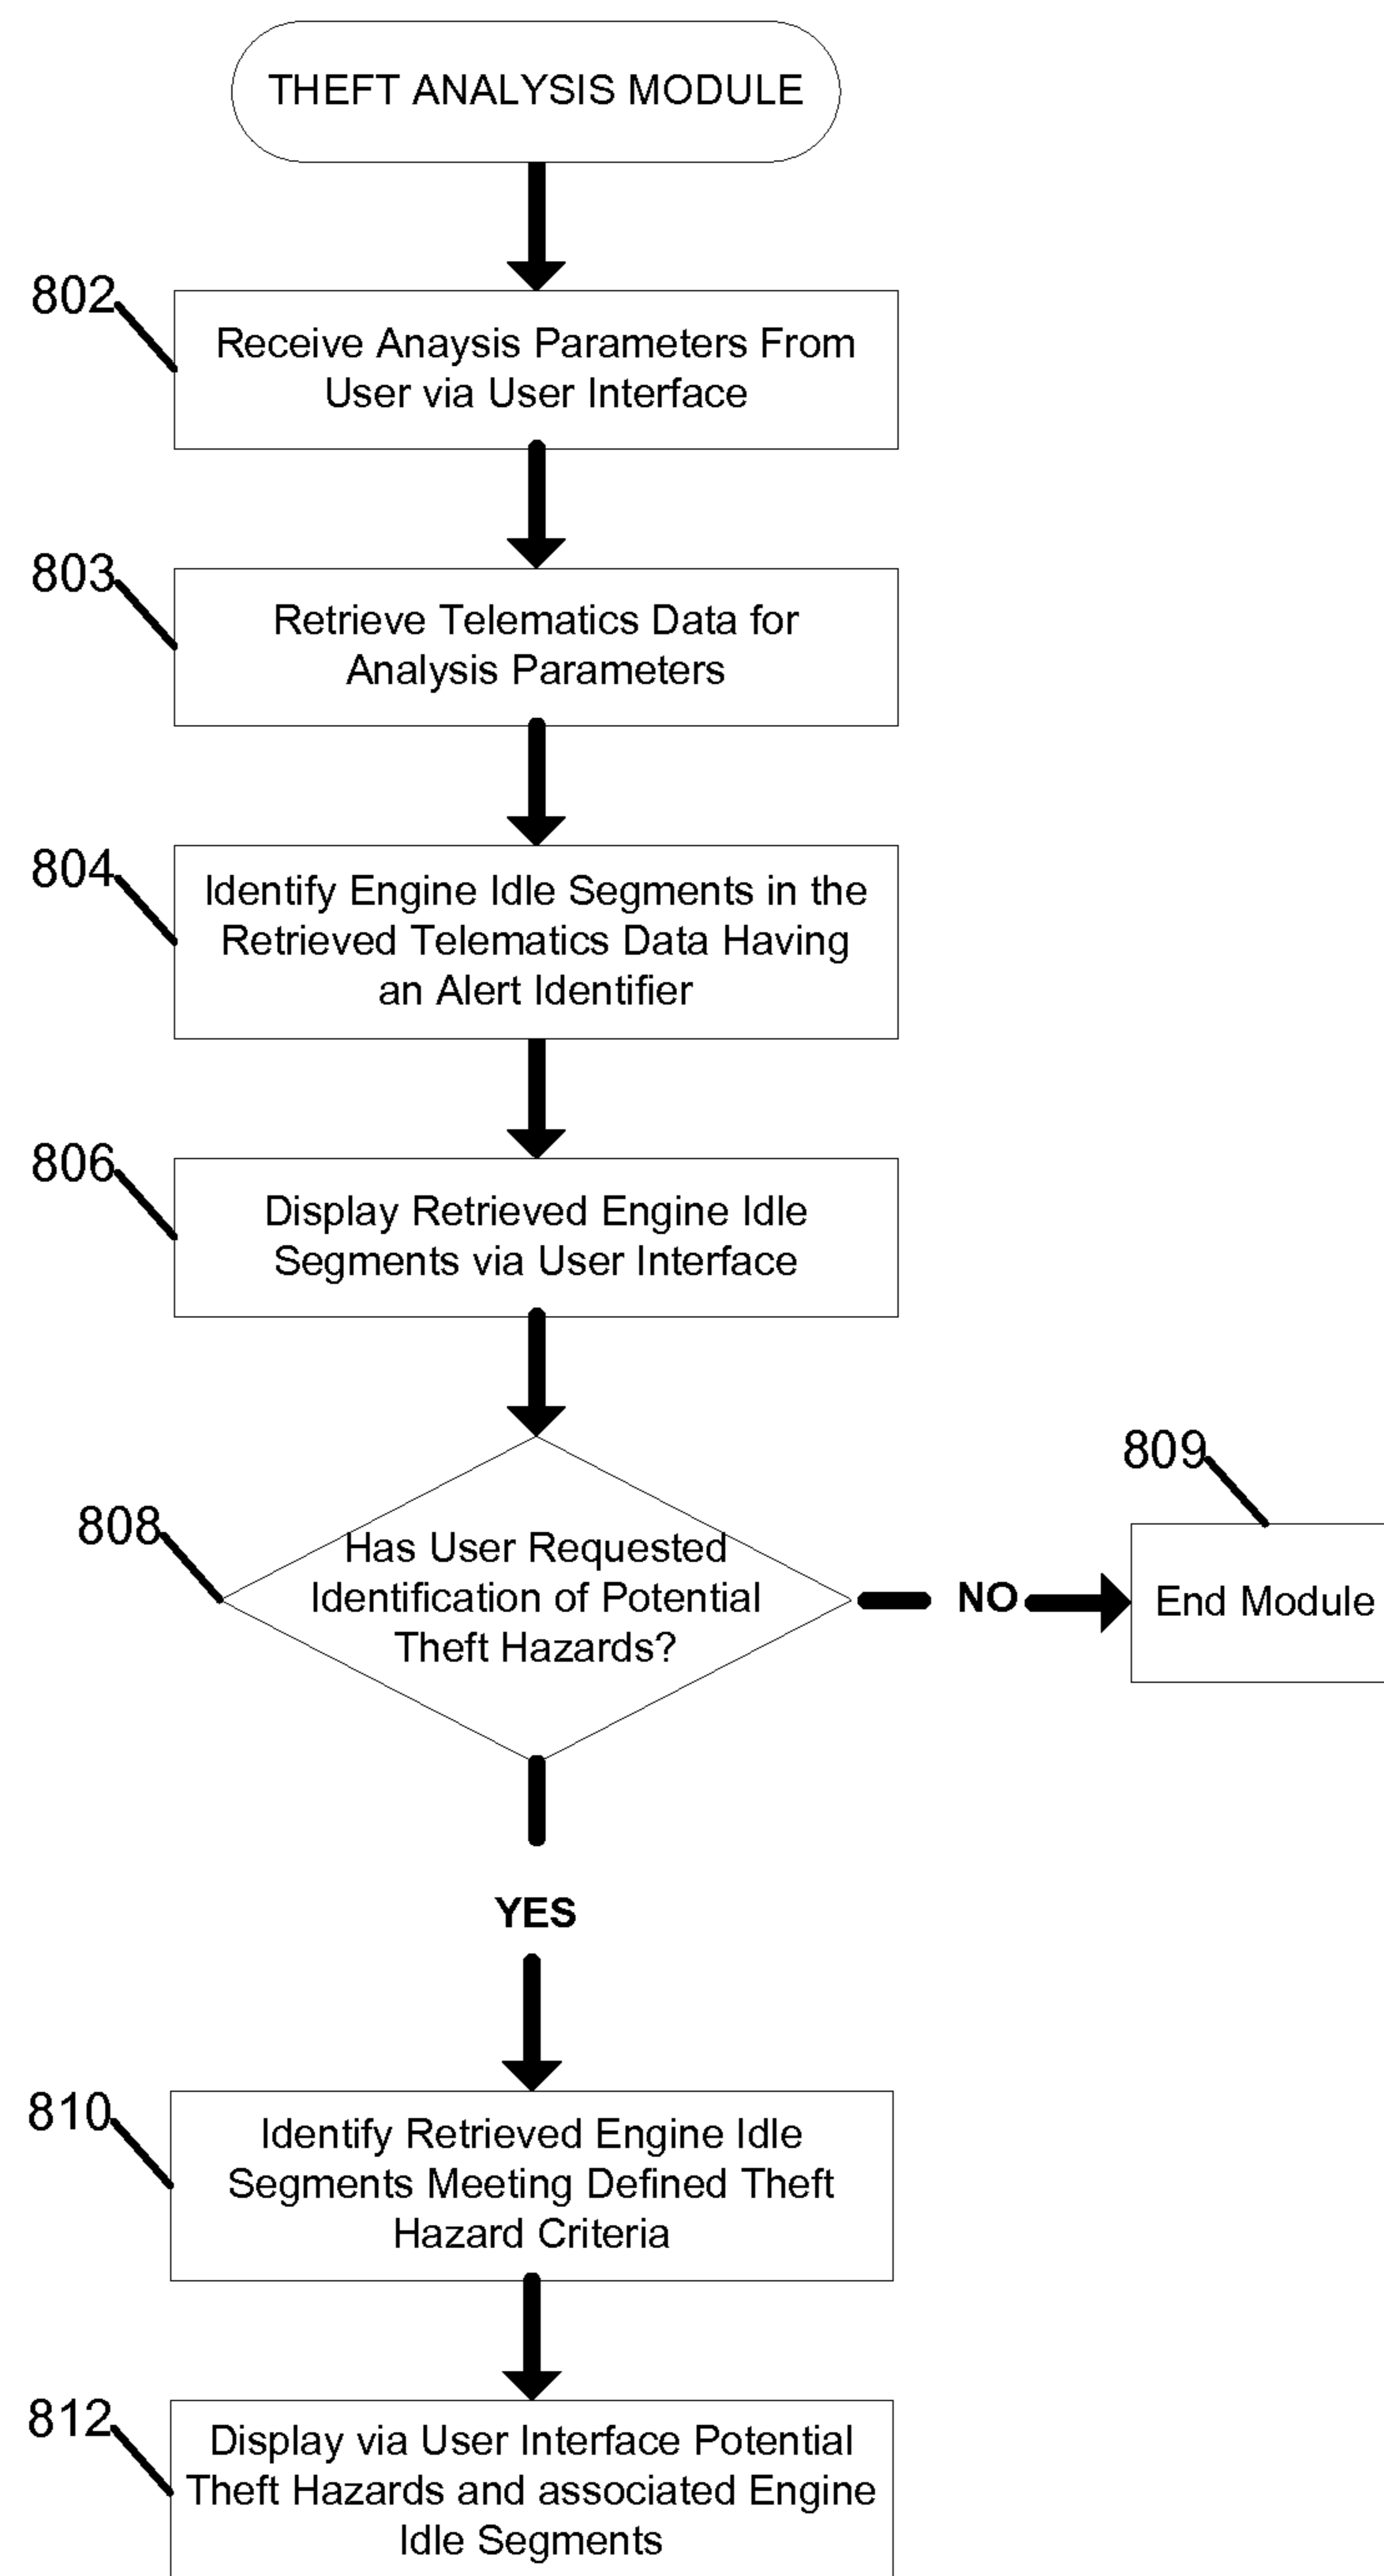 THEFT ANALYSIS MODULE
802
Receive Anaysis Parameters From
User via User Interface
803
Retrieve Telematics Data for
Analysis Parameters
804
Identify Engine Idle Segments in the
Retrieved Telematics Data Having
an Alert Identifier
806
Display Retrieved Engine Idle
Segments via User Interface
808
Has User Requested
Identification of Potential
Theft Hazards?
NO
809
End Module
YES
810
Identify Retrieved Engine Idle
Segments Meeting Defined Theft
Hazard Criteria
812
Display via User Interface Potential
Theft Hazards and associated Engine
Idle Segments